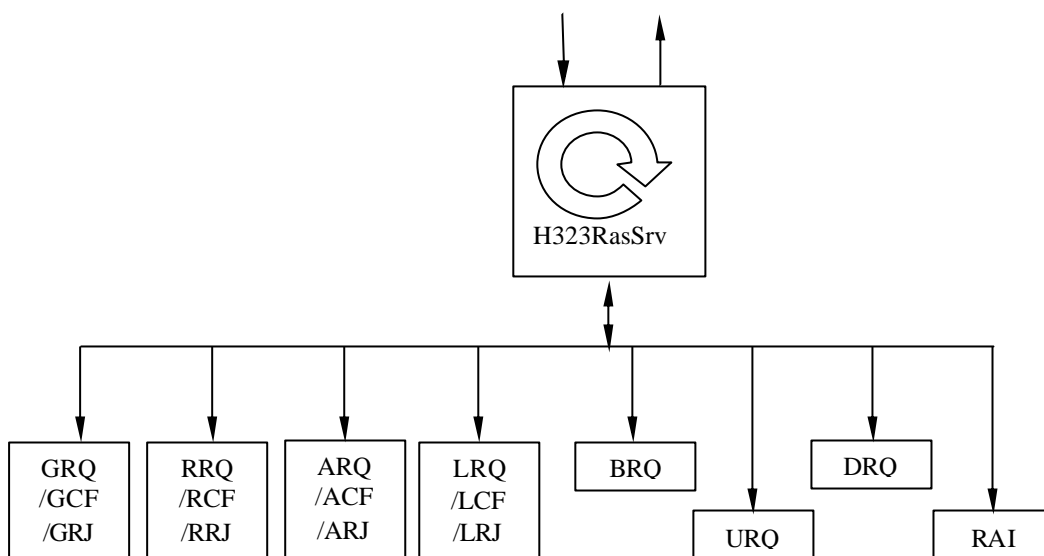 H323RasSrv
GRQ
/GCF
/GRJ
RRQ
/RCF
/RRJ
ARQ
/ACF
/ARJ
LRQ
/LCF
/LRJ
BRQ
URQ
DRQ
RAI